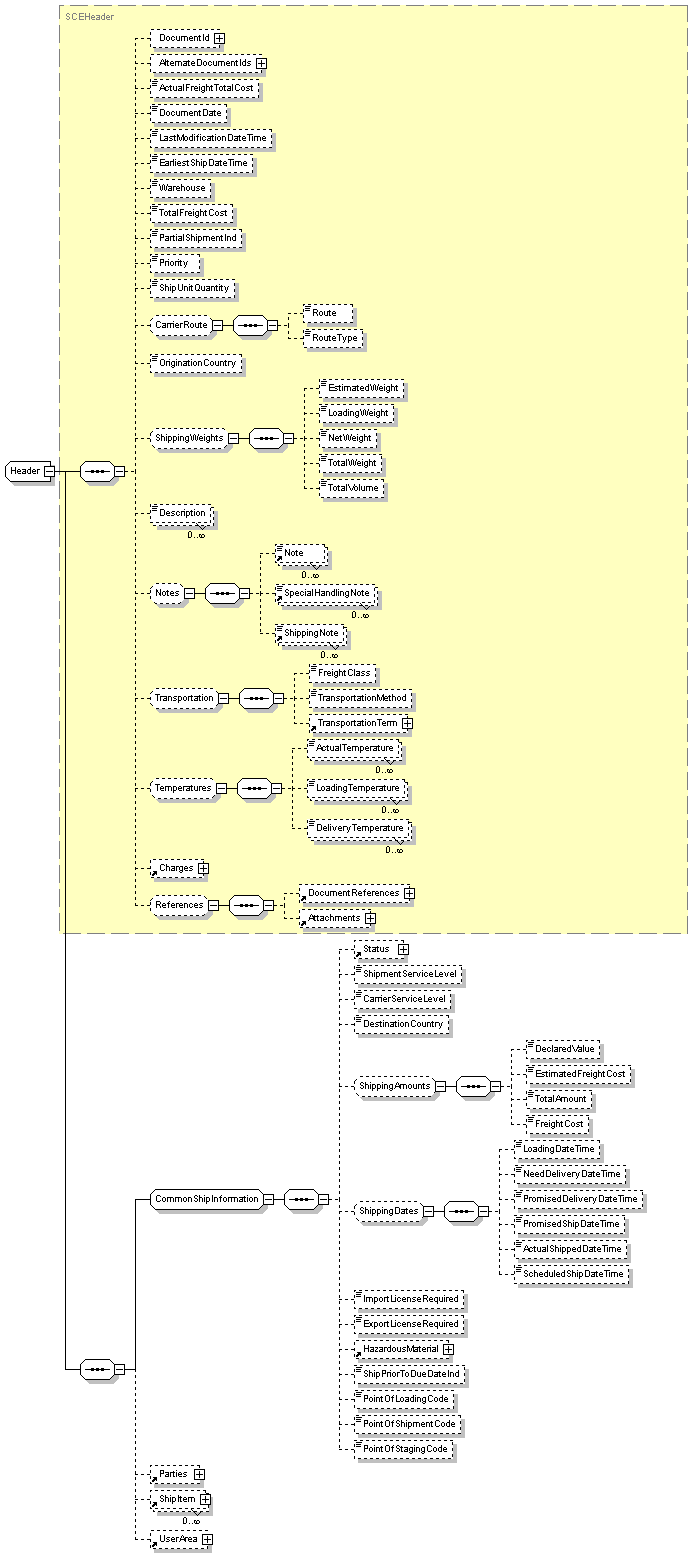 SCEHeader
DocumentId
AlternateDocumentIds
ActualFreightTotalCost
DocumentDate
LastModificationDateTime
EarliestShipDateTime
Warehouse
TotalFreightCost
PartialShipmentInd
Priority
ShipUnitQuantity
Route
CarrierRoute
RouteType
OriginationCountry
EstimatedWeight
LoadingWeight
ShippingWeights
NetWeight
TotalWeight
Header
TotalVolume
Description
0..∞
Note
0..∞
Notes
SpecialHandlingNote
0..∞
ShippingNote
0..∞
FreightClass
Transportation
TransportationMethod
TransportationTerm
ActualTemperature
0..∞
Temperatures
LoadingTemperature
0..∞
DeliveryTemperature
0..∞
Charges
DocumentReferences
References
Attachments
Status
ShipmentServiceLevel
CarrierServiceLevel
DestinationCountry
DeclaredValue
EstimatedFreightCost
ShippingAmounts
TotalAmount
FreightCost
LoadingDateTime
NeedDeliveryDateTime
CommonShipInformation
PromisedDeliveryDateTime
ShippingDates
PromisedShipDateTime
ActualShippedDateTime
ScheduledShipDateTime
ImportLicenseRequired
ExportLicenseRequired
HazardousMaterial
ShipPriorToDueDateInd
PointOfLoadingCode
PointOfShipmentCode
PointOfStagingCode
Parties
ShipItem
0..∞
UserArea